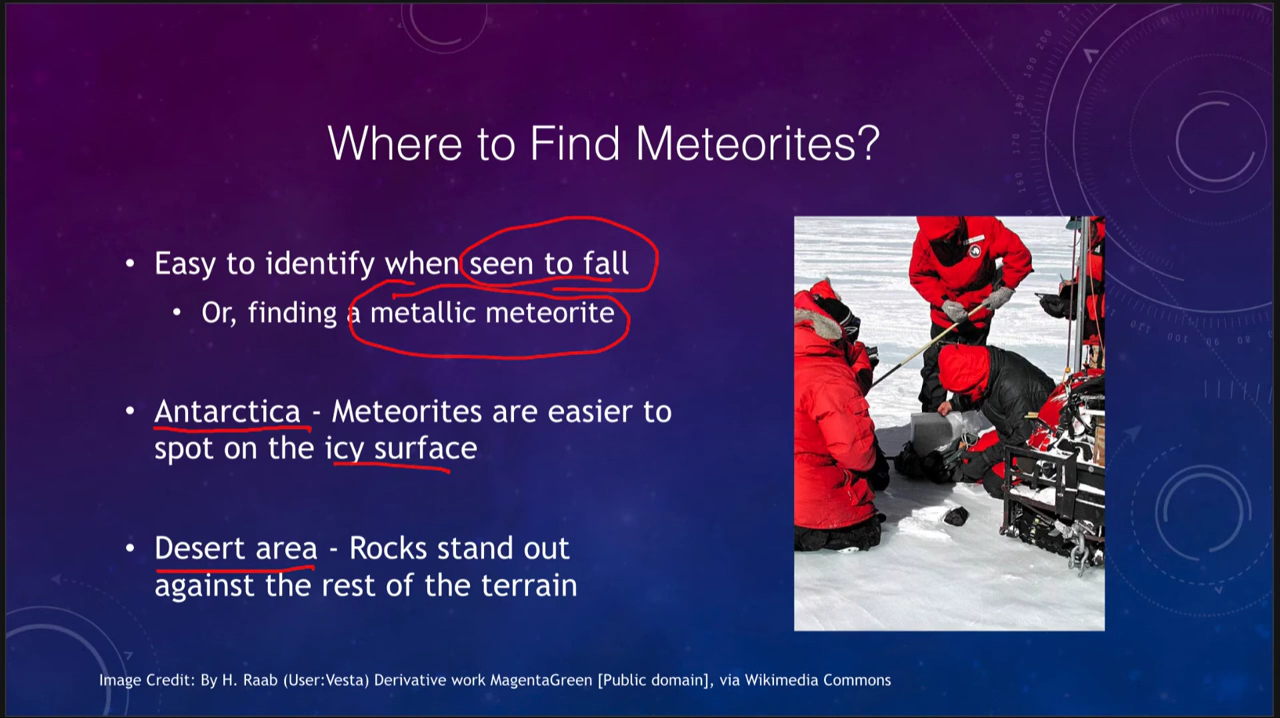 Where to Find Meteorites?
• Easy to identify when seen to fall
• Or, finding a metallic meteorite
• Antarctica - Meteorites are easier to
spot on the icy surface
• Desert area - Rocks stand out
against the rest of the terrain
Image Credit: By H. Raab (User:Vesta) Derivative work MagentaGreen [Public domain], via Wikimedia Commons